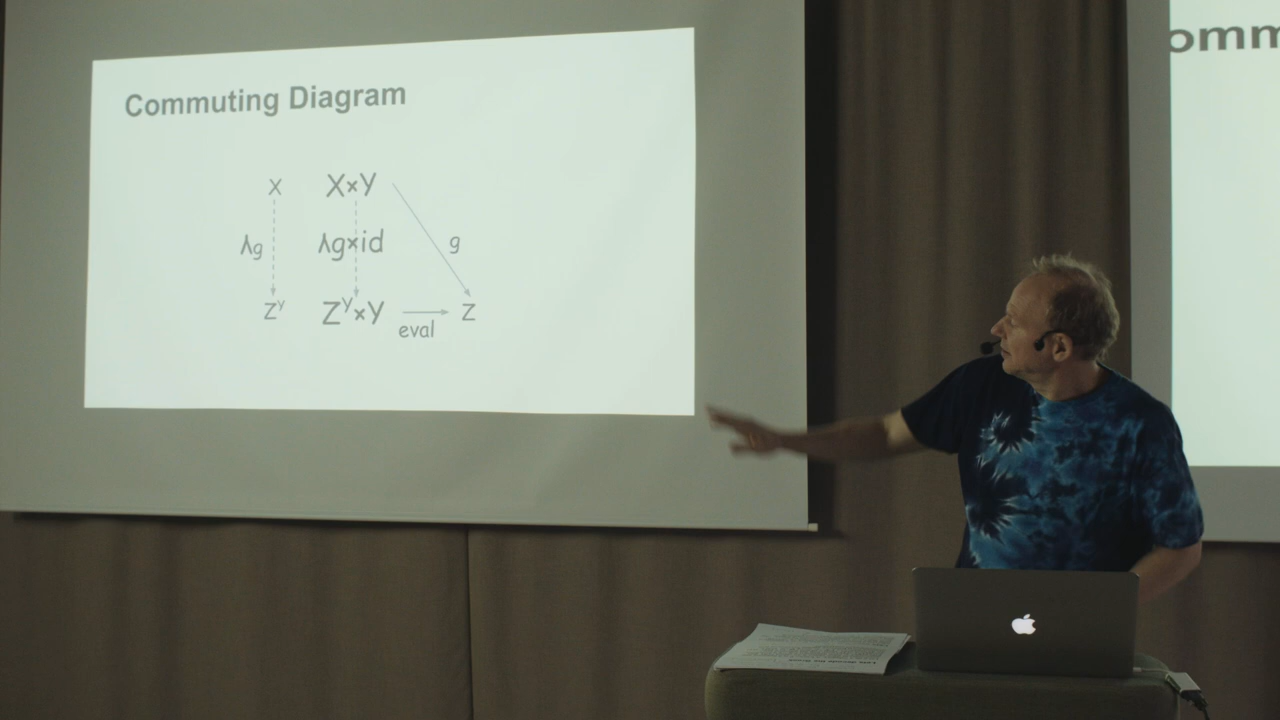 Commuting Diagram
X X×Y
λg λg×id g
Zʸ Zʸ×Y Z
eval
omm